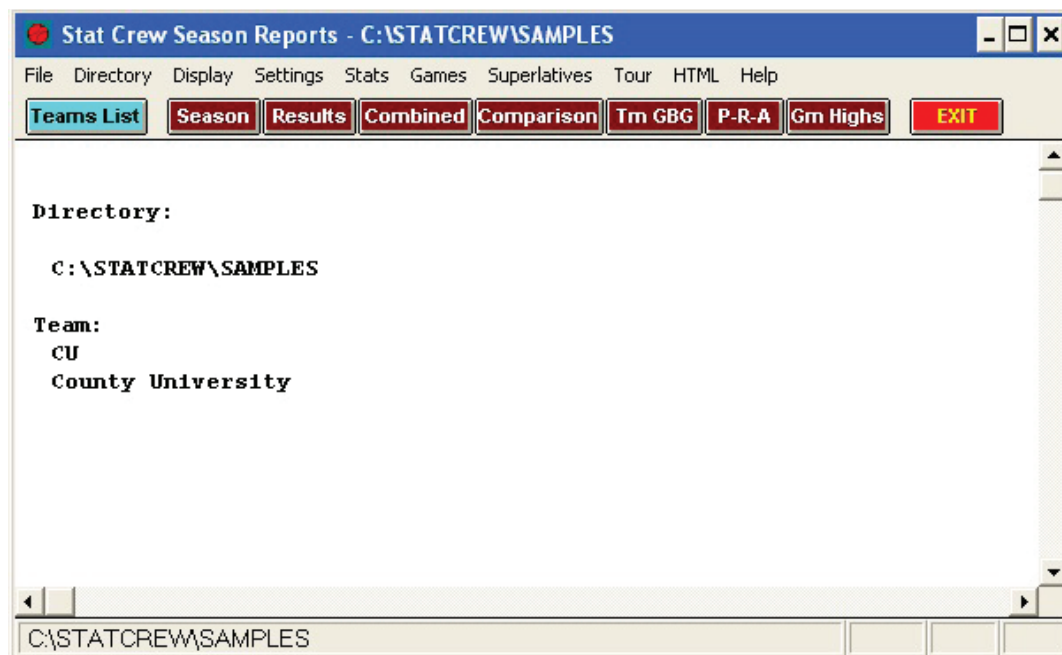 Stat Crew Season Reports - C:\STATCREW\SAMPLES
File Directory Display Settings Stats Games Superlatives Tour HTML Help
Teams List Season Results Combined Comparison Tm GBG P-R-A Gm Highs EXIT
Directory:
C:\STATCREW\SAMPLES
Team:
CU
County University
C:\STATCREW\SAMPLES